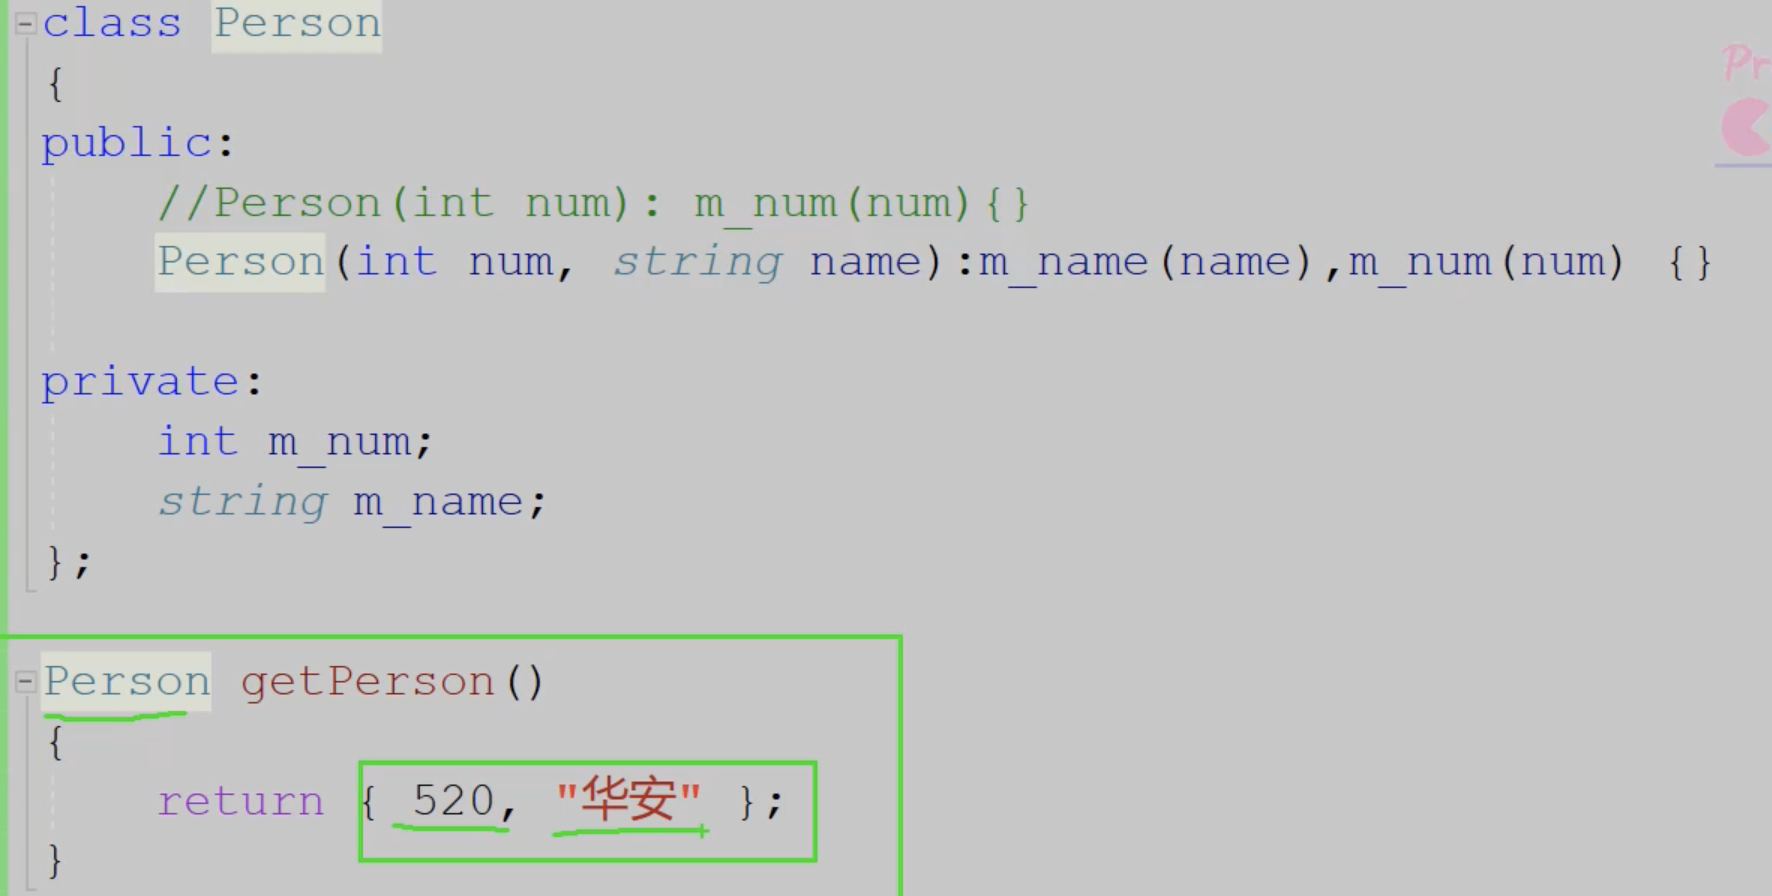 class Person
{
public:
//Person(int num): m_num(num){}
Person(int num, string name):m_name(name),m_num(num) {}
private:
int m_num;
string m_name;
};
Person getPerson()
{
return { 520, "华安" };
}
Pr